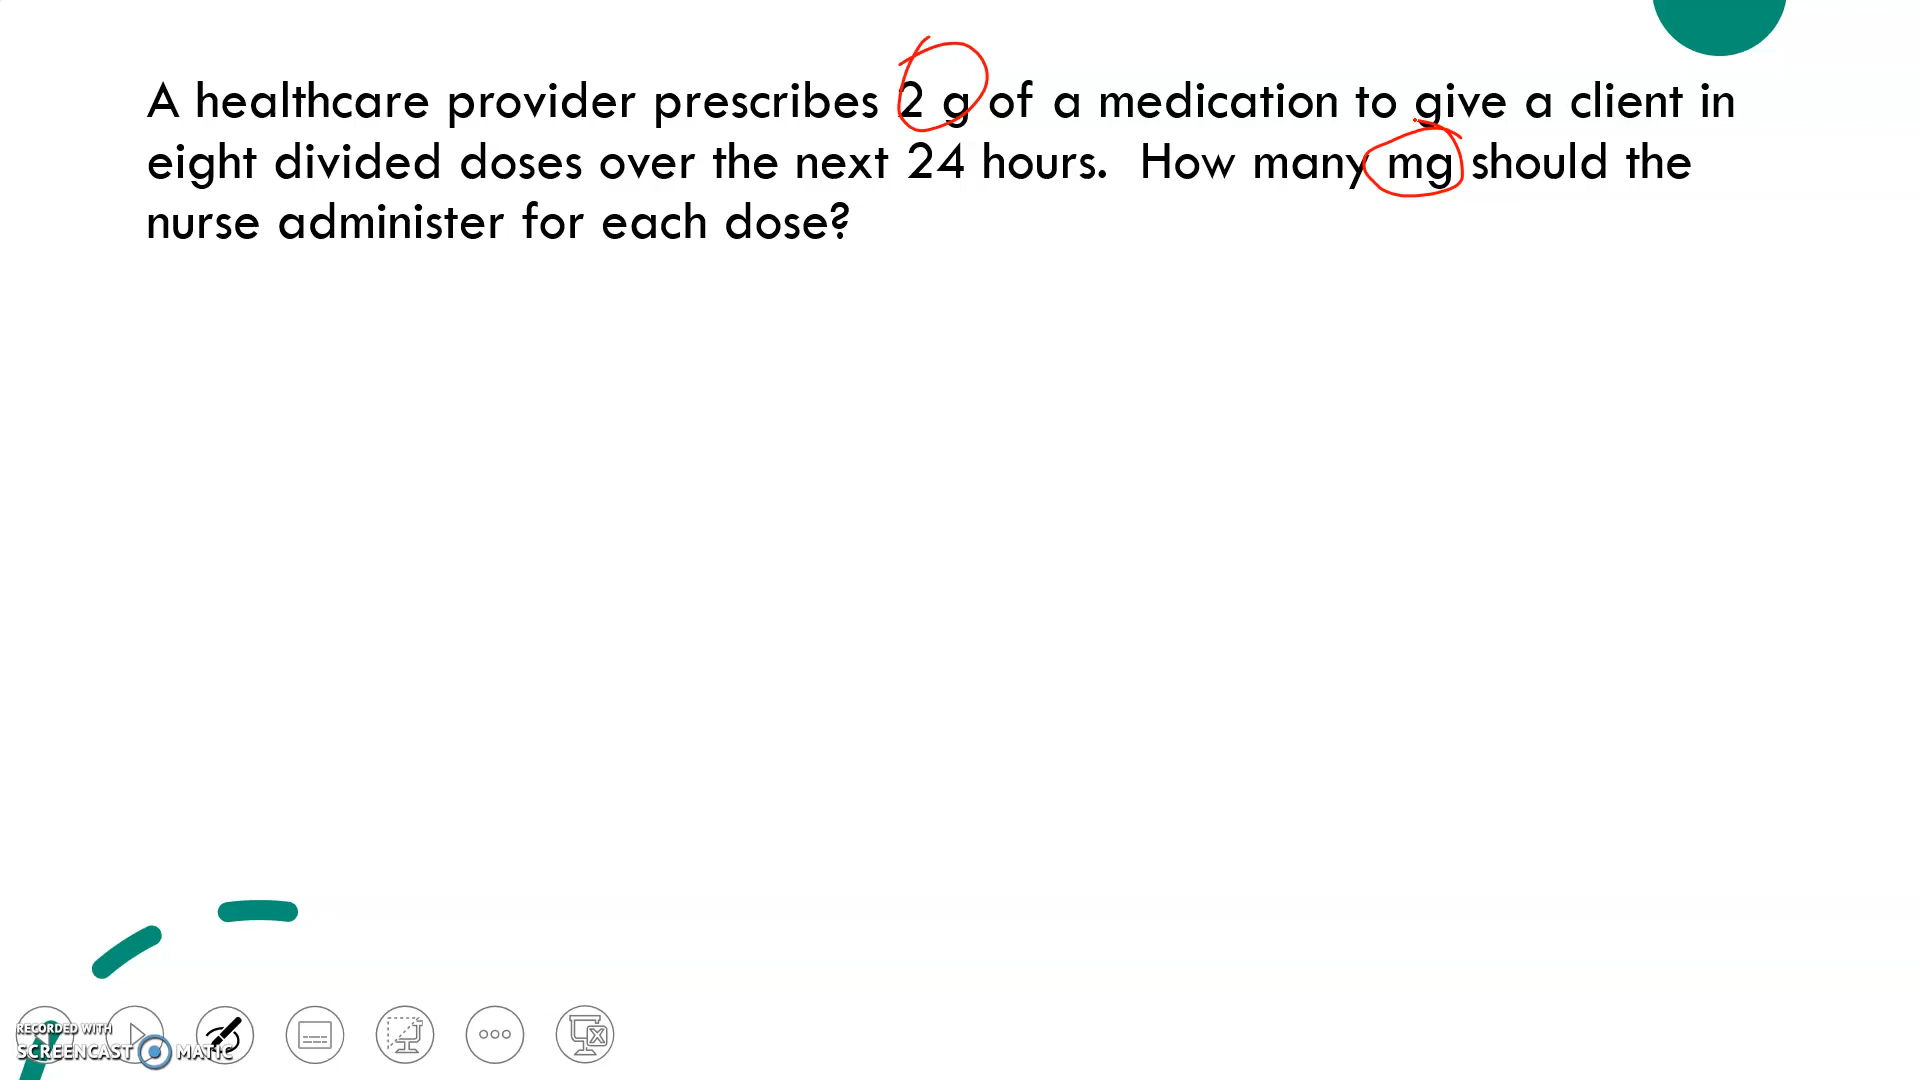 A healthcare provider prescribes 2 g of a medication to give a client in
eight divided doses over the next 24 hours.  How many mg should the
nurse administer for each dose?
RECORDED WITH
SCREENCAST MATIC